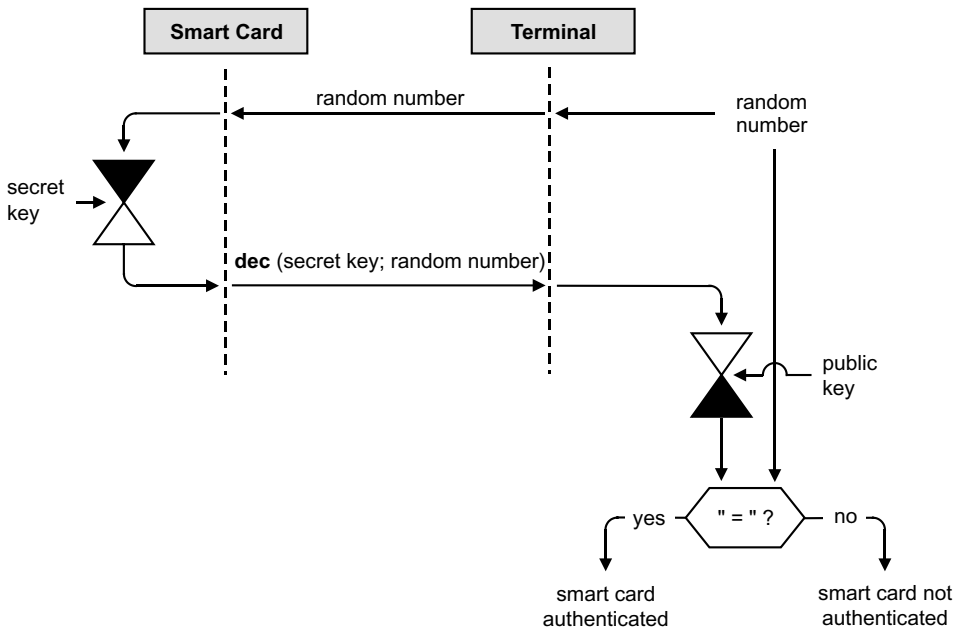 Smart Card
Terminal
random number
random
number
secret
key
dec (secret key; random number)
public
key
yes
" = " ?
no
smart card
authenticated
smart card not
authenticated